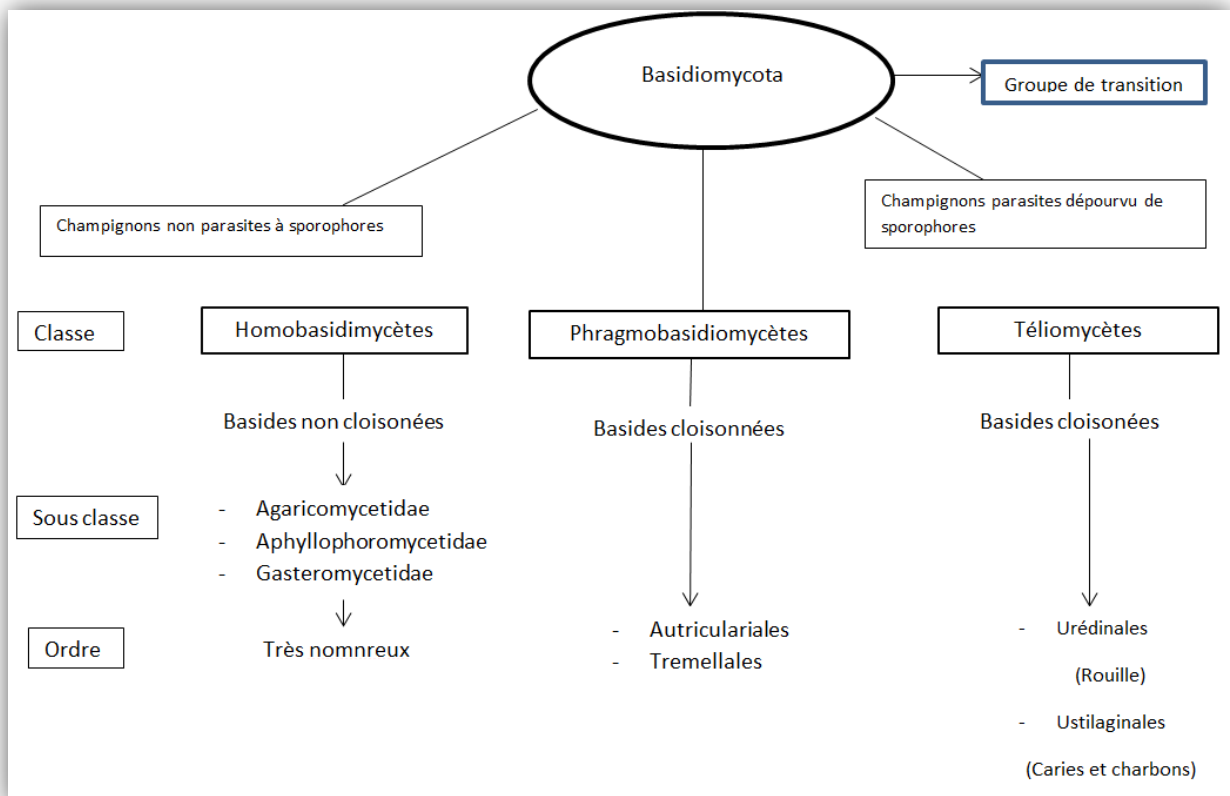 Basidiomycota
Groupe de transition
Champignons non parasites à sporophores
Champignons parasites dépourvu de
sporophores
Classe
Homobasidimycètes
Phragmobasidiomycètes
Téliomycètes
Basides non cloisonées
Basides cloisonnées
Basides cloisonées
Sous classe
- Agaricomycetidae
- Aphyllophoromycetidae
- Gasteromycetidae
Ordre
Très nomnreux
- Autriculariales
- Tremellales
- Urédinales
(Rouille)
- Ustilaginales
(Caries et charbons)